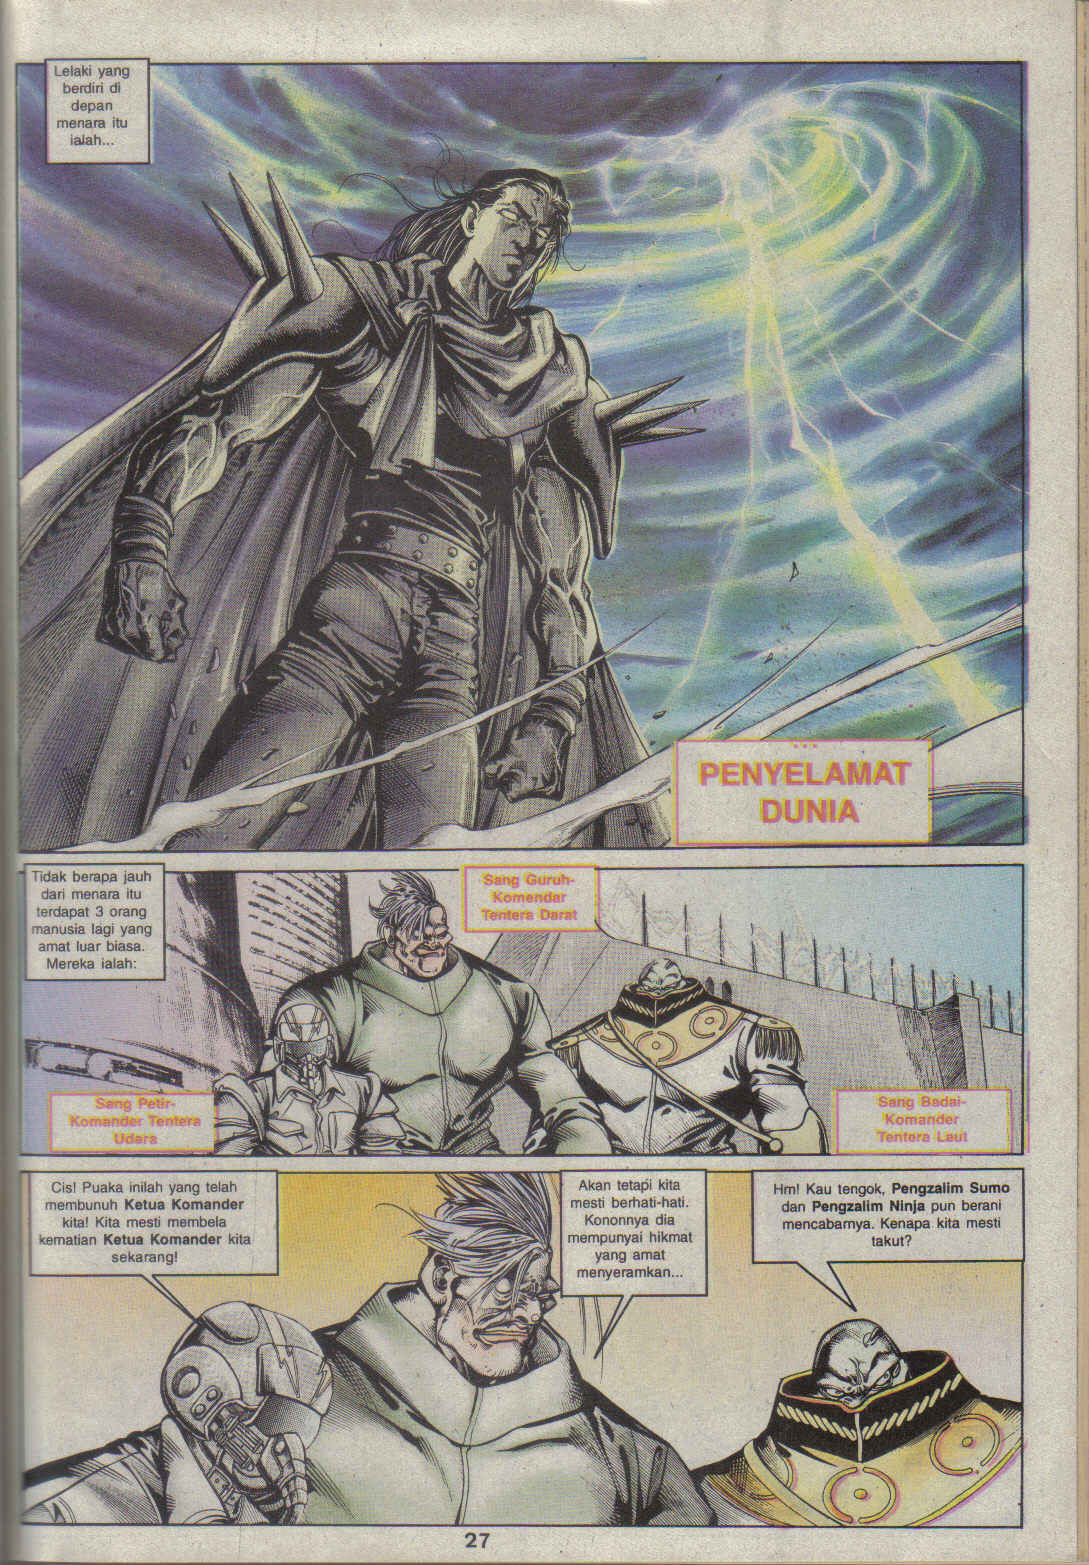 Lelaki yang
berdiri di
depan
menara itu
ialah...
...
PENYELAMAT
DUNIA
Tidak berapa jauh
dari menara itu
terdapat 3 orang
manusia lagi yang
amat luar biasa.
Mereka ialah:
Sang Guruh-
Komendar
Tentera Darat
Sang Petir-
Komander Tentera
Udara
Sang Badai-
Komander
Tentera Laut
Cis! Puaka inilah yang telah
membunuh Ketua Komander
kita! Kita mesti membela
kematian Ketua Komander kita
sekarang!
Akan tetapi kita
mesti berhati-hati.
Kononnya dia
mempunyai hikmat
yang amat
menyeramkan...
Hm! Kau tengok, Pengzalim Sumo
dan Pengzalim Ninja pun berani
mencabarnya. Kenapa kita mesti
takut?
27